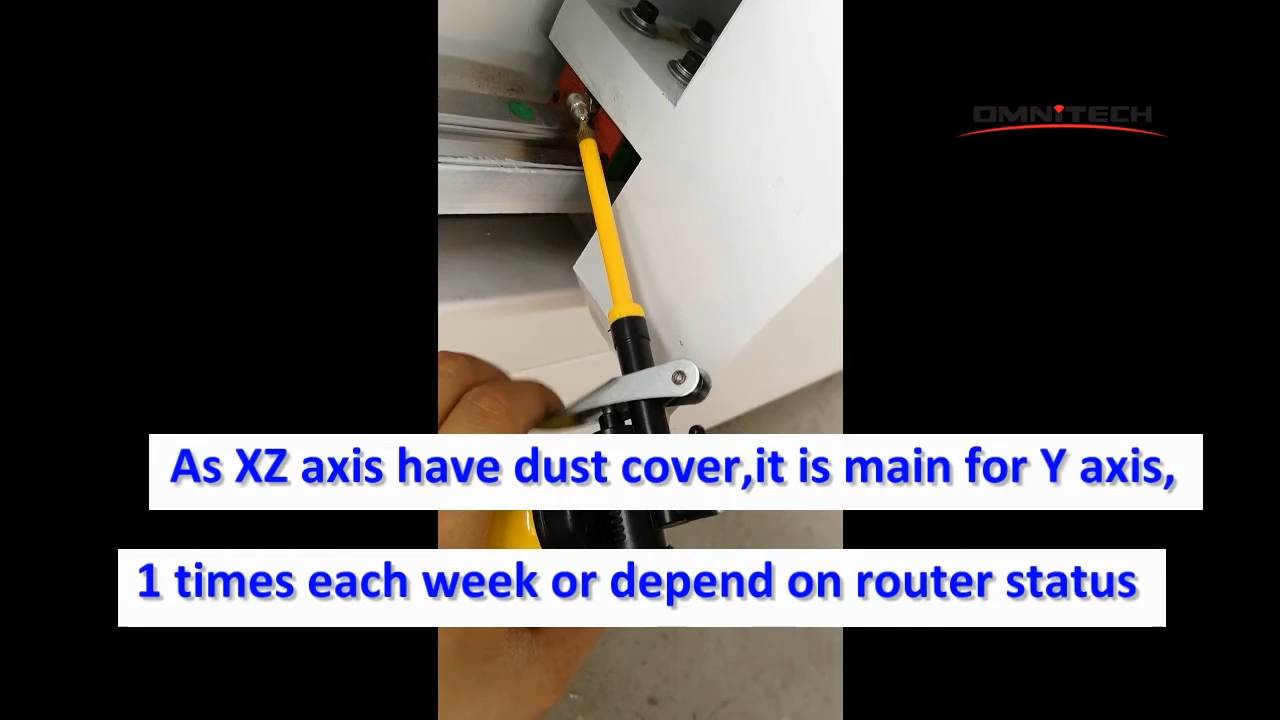 OMNITECH
As XZ axis have dust cover,it is main for Y axis,
1 times each week or depend on router status